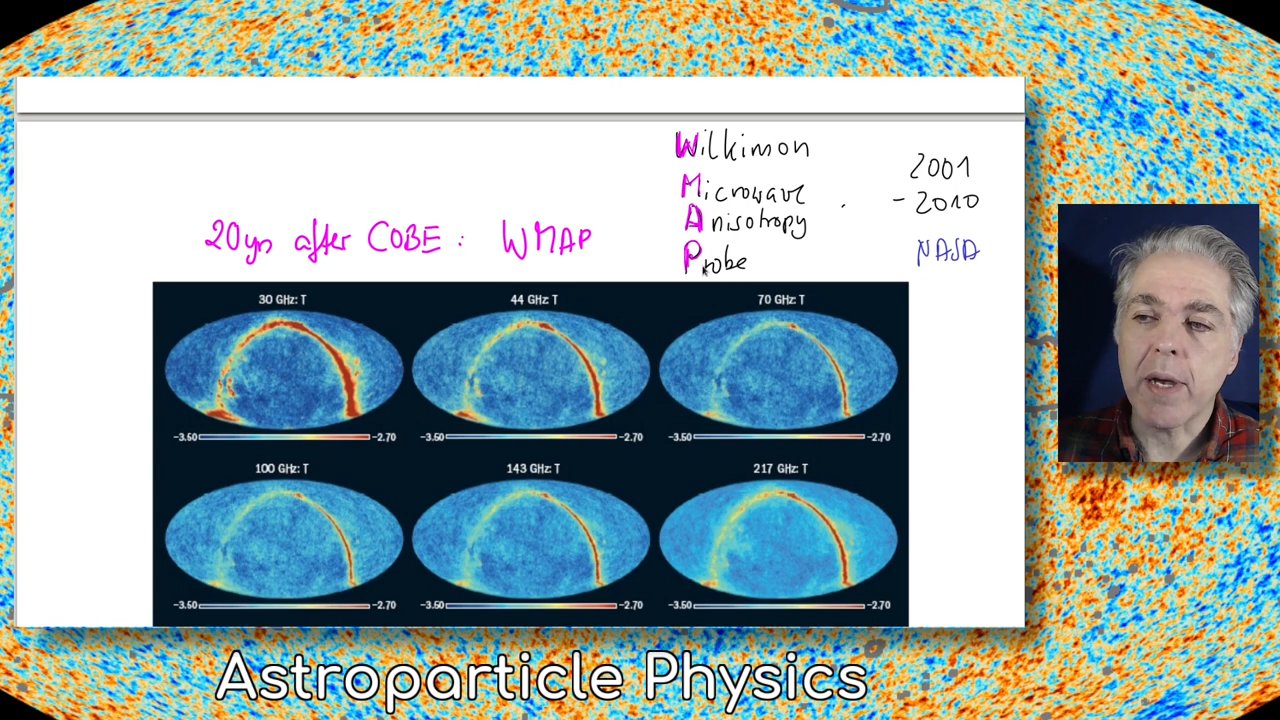 Wilkimon
Microwave
Anisotropy
Probe
2001
- 2010
NASA
20yrs after COBE: WMAP
30 GHz: T
44 GHz: T
70 GHz: T
-3.50 -2.70
-3.50 -2.70
-3.50 -2.70
100 GHz: T
143 GHz: T
217 GHz: T
-3.50 -2.70
-3.50 -2.70
-3.50 -2.70
Astroparticle Physics